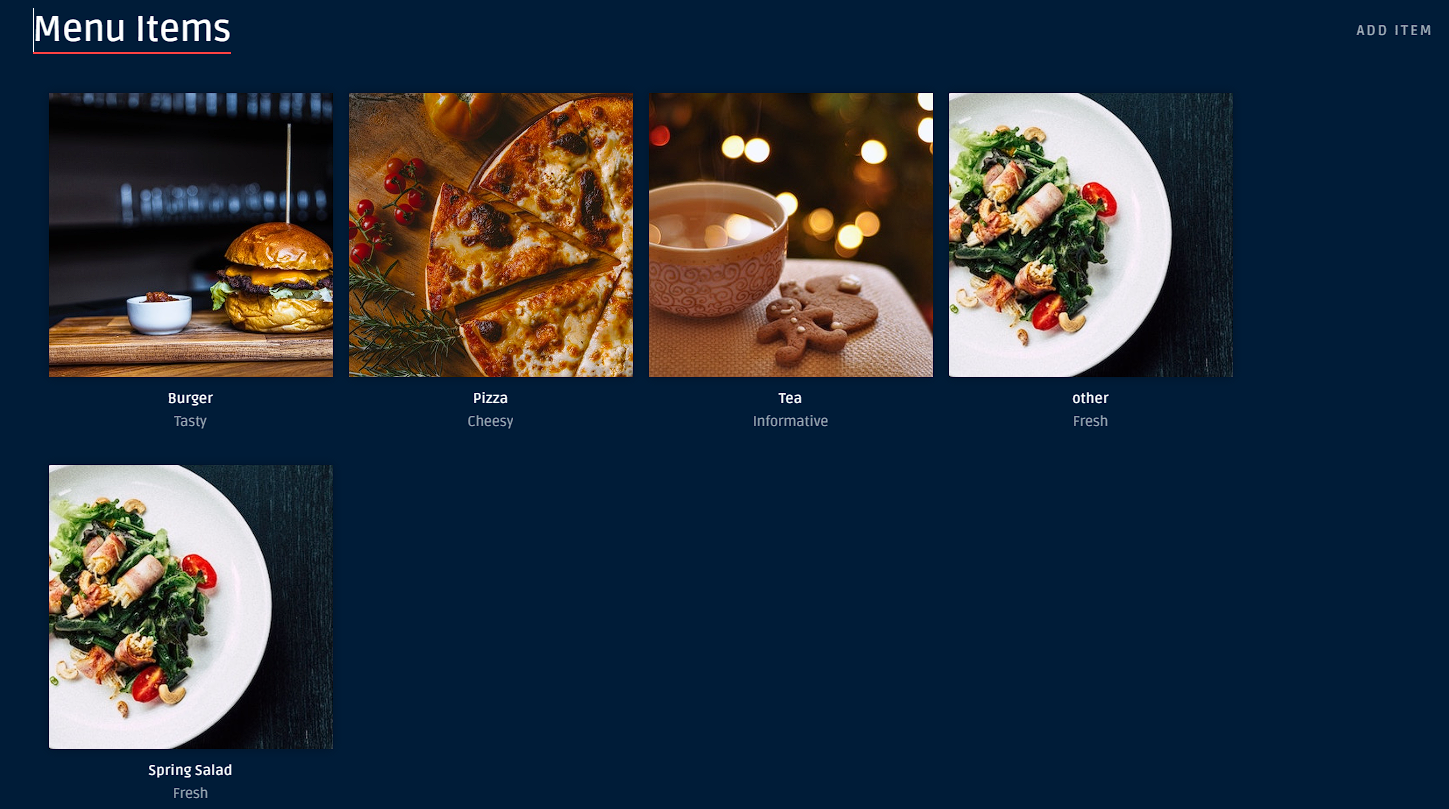 Menu Items
ADD ITEM
Burger
Tasty
Pizza
Cheesy
Tea
Informative
other
Fresh
Spring Salad
Fresh